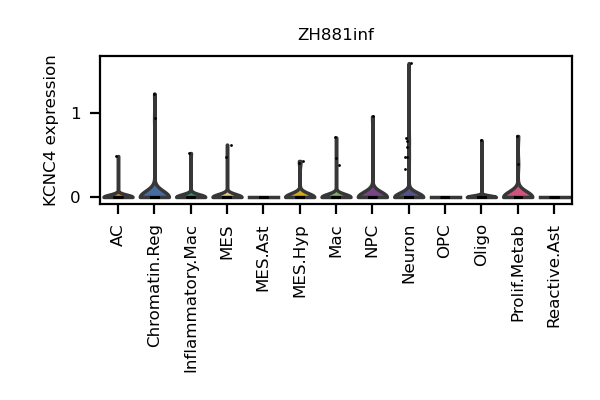 ZH881inf
KCNC4 expression
1
0
AC
Chromatin.Reg
Inflammatory.Mac
MES
MES.Ast
MES.Hyp
Mac
NPC
Neuron
OPC
Oligo
Prolif.Metab
Reactive.Ast